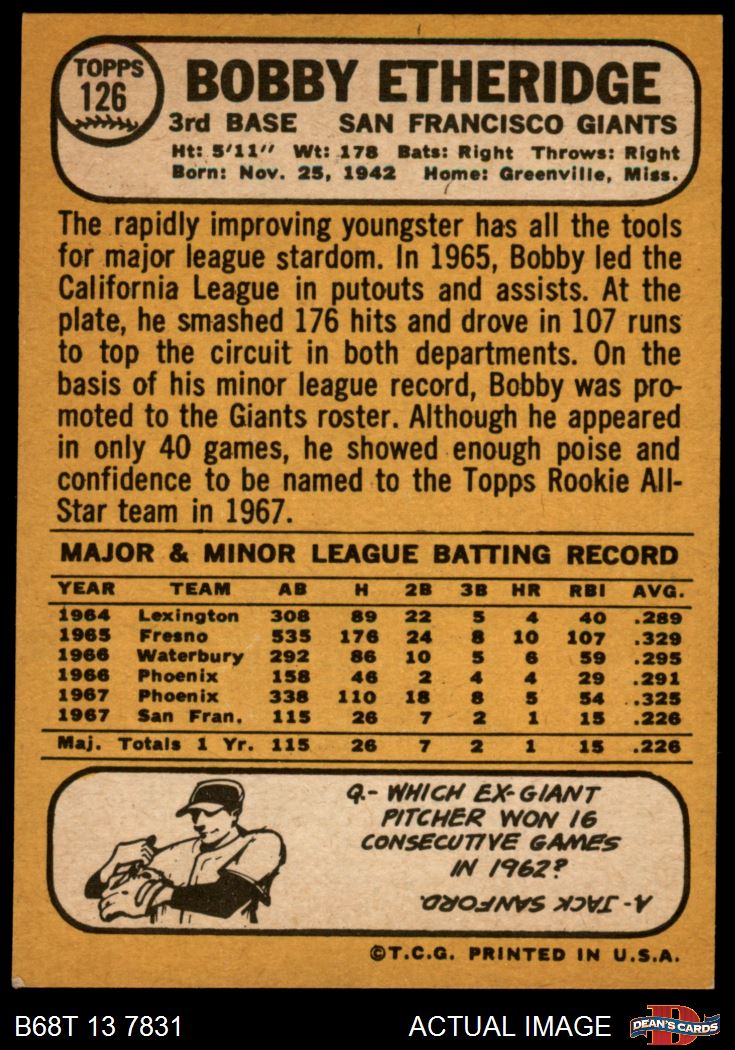 TOPPS
126
BOBBY ETHERIDGE
3rd BASE SAN FRANCISCO GIANTS
Ht: 5'11" Wt: 178 Bats: Right Throws: Right
Born: Nov. 25, 1942 Home: Greenville, Miss.
The rapidly improving youngster has all the tools
for major league stardom. In 1965, Bobby led the
California League in putouts and assists. At the
plate, he smashed 176 hits and drove in 107 runs
to top the circuit in both departments. On the
basis of his minor league record, Bobby was pro-
moted to the Giants roster. Although he appeared
in only 40 games, he showed enough poise and
confidence to be named to the Topps Rookie All-
Star team in 1967.
MAJOR & MINOR LEAGUE BATTING RECORD
YEAR TEAM AB H 2B 3B HR RBI AVG.
1964 Lexington 308 89 22 5 4 40 .289
1965 Fresno 535 176 24 8 10 107 .329
1966 Waterbury 292 86 10 5 6 59 .295
1966 Phoenix 158 46 2 4 4 29 .291
1967 Phoenix 338 110 18 8 5 54 .325
1967 San Fran. 115 26 7 2 1 15 .226
Maj. Totals 1 Yr. 115 26 7 2 1 15 .226
Q.- WHICH EX-GIANT
PITCHER WON 16
CONSECUTIVE GAMES
IN 1962?
A- JACK SANFORD.
©T.C.G. PRINTED IN U.S.A.
B68T 13 7831 ACTUAL IMAGE
D
DEAN'S CARDS